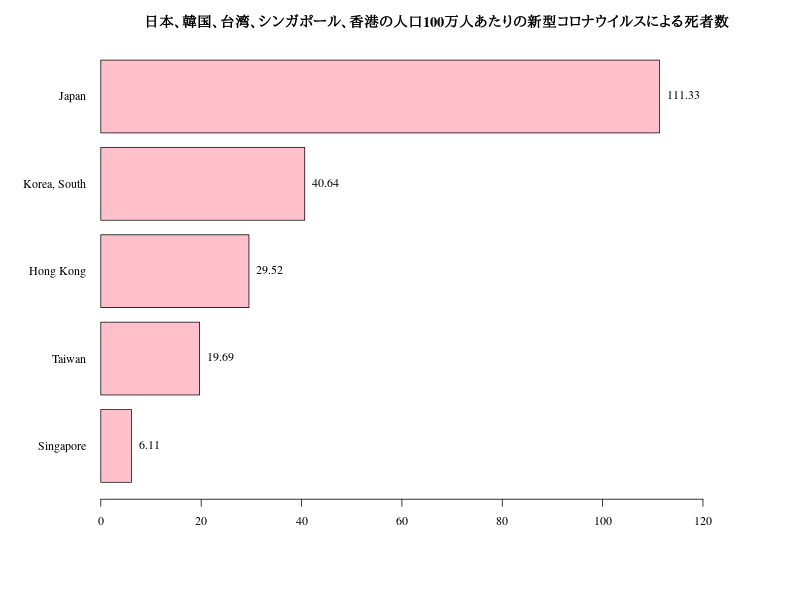 日本、韓国、台湾、シンガポール、香港の人口100万人あたりの新型コロナウイルスによる死者数
Japan 111.33
Korea, South 40.64
Hong Kong 29.52
Taiwan 19.69
Singapore 6.11
0 20 40 60 80 100 120